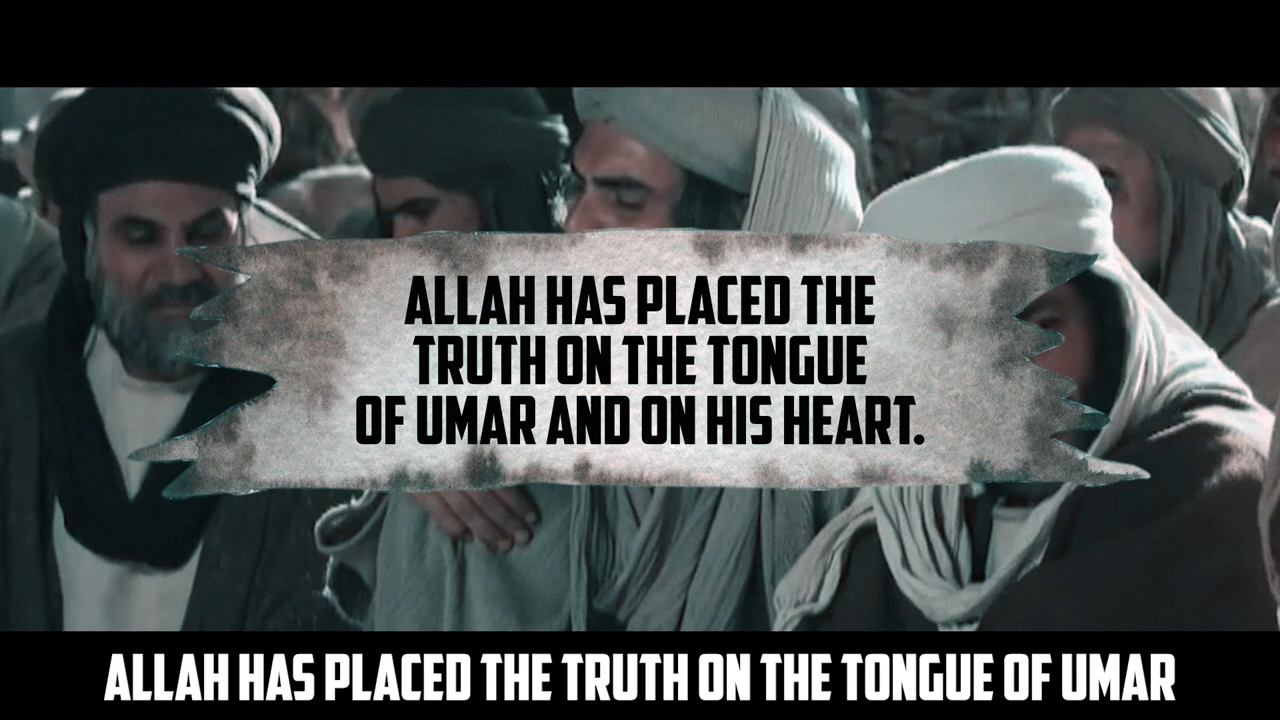 ALLAH HAS PLACED THE
TRUTH ON THE TONGUE
OF UMAR AND ON HIS HEART.
ALLAH HAS PLACED THE TRUTH ON THE TONGUE OF UMAR